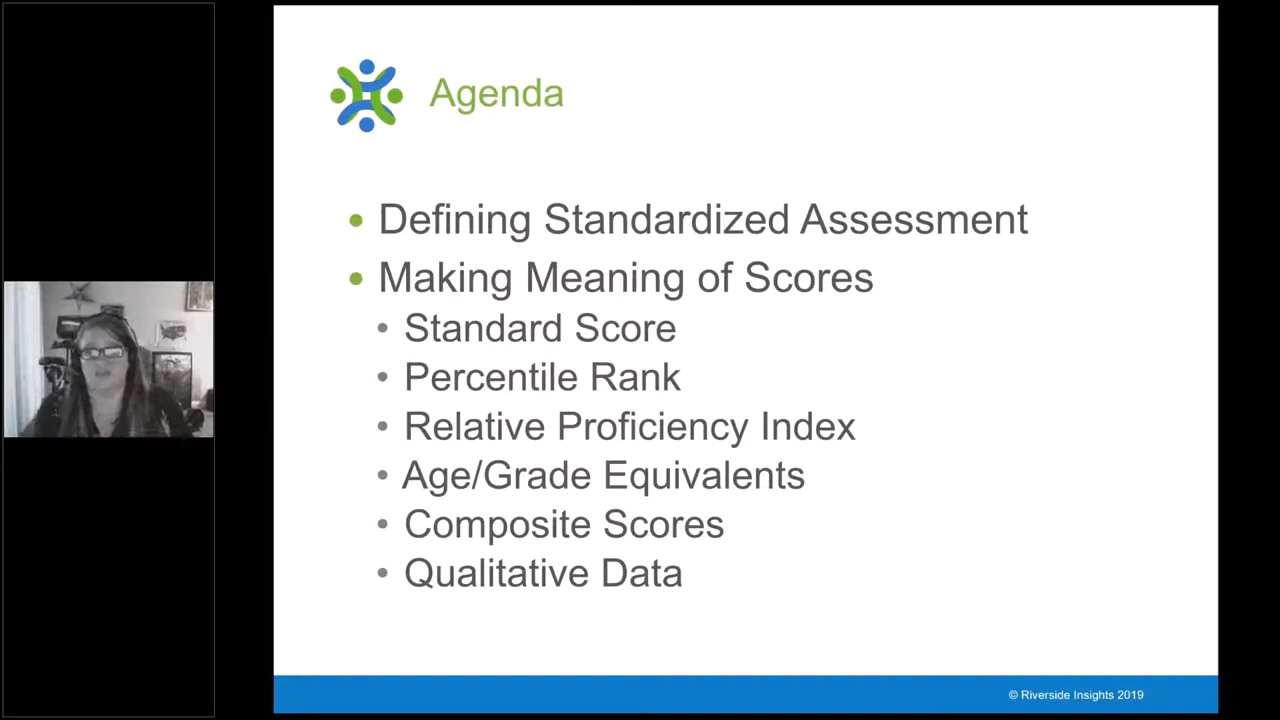 Agenda
• Defining Standardized Assessment
• Making Meaning of Scores
• Standard Score
• Percentile Rank
• Relative Proficiency Index
• Age/Grade Equivalents
• Composite Scores
• Qualitative Data
© Riverside Insights 2019